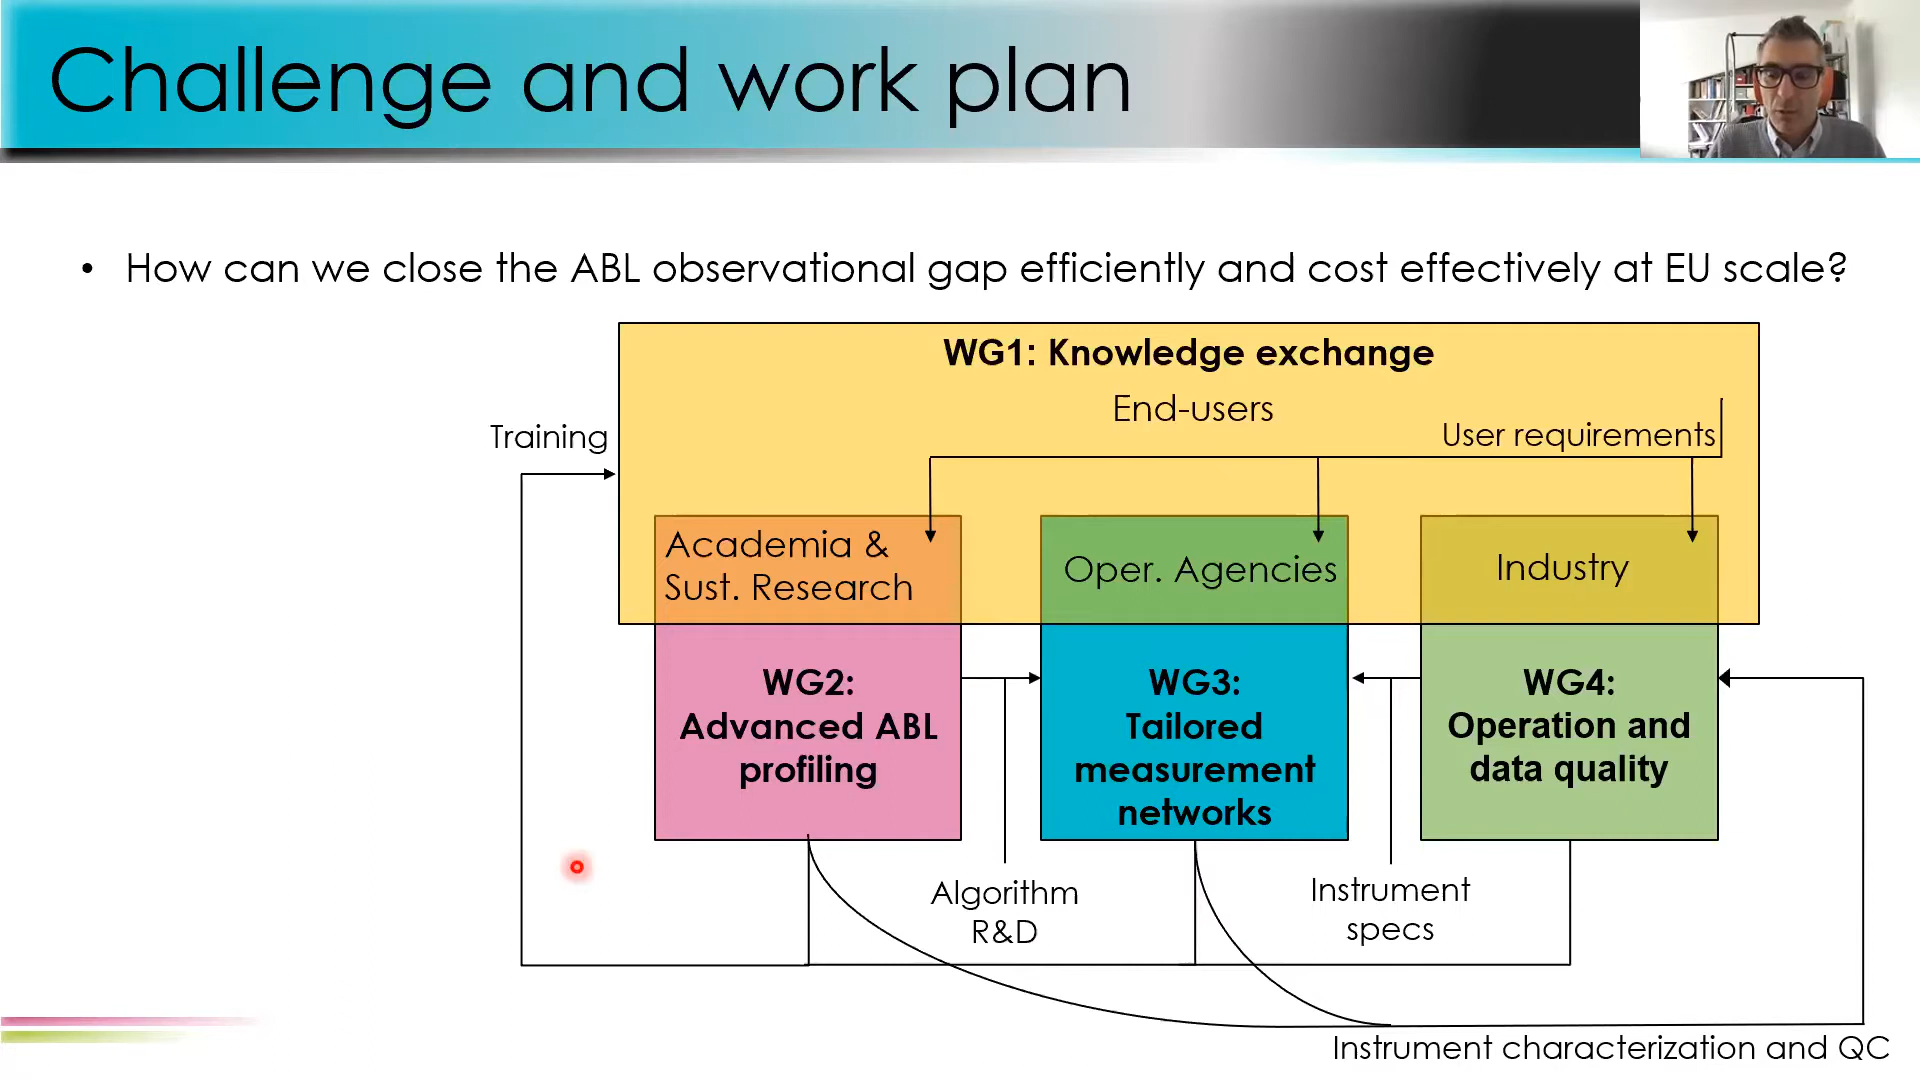 Challenge and work plan
• How can we close the ABL observational gap efficiently and cost effectively at EU scale?
WG1: Knowledge exchange
End-users
Training
User requirements
Academia &
Sust. Research
Oper. Agencies
Industry
WG2:
Advanced ABL
profiling
WG3:
Tailored
measurement
networks
WG4:
Operation and
data quality
Algorithm
R&D
Instrument
specs
Instrument characterization and QC